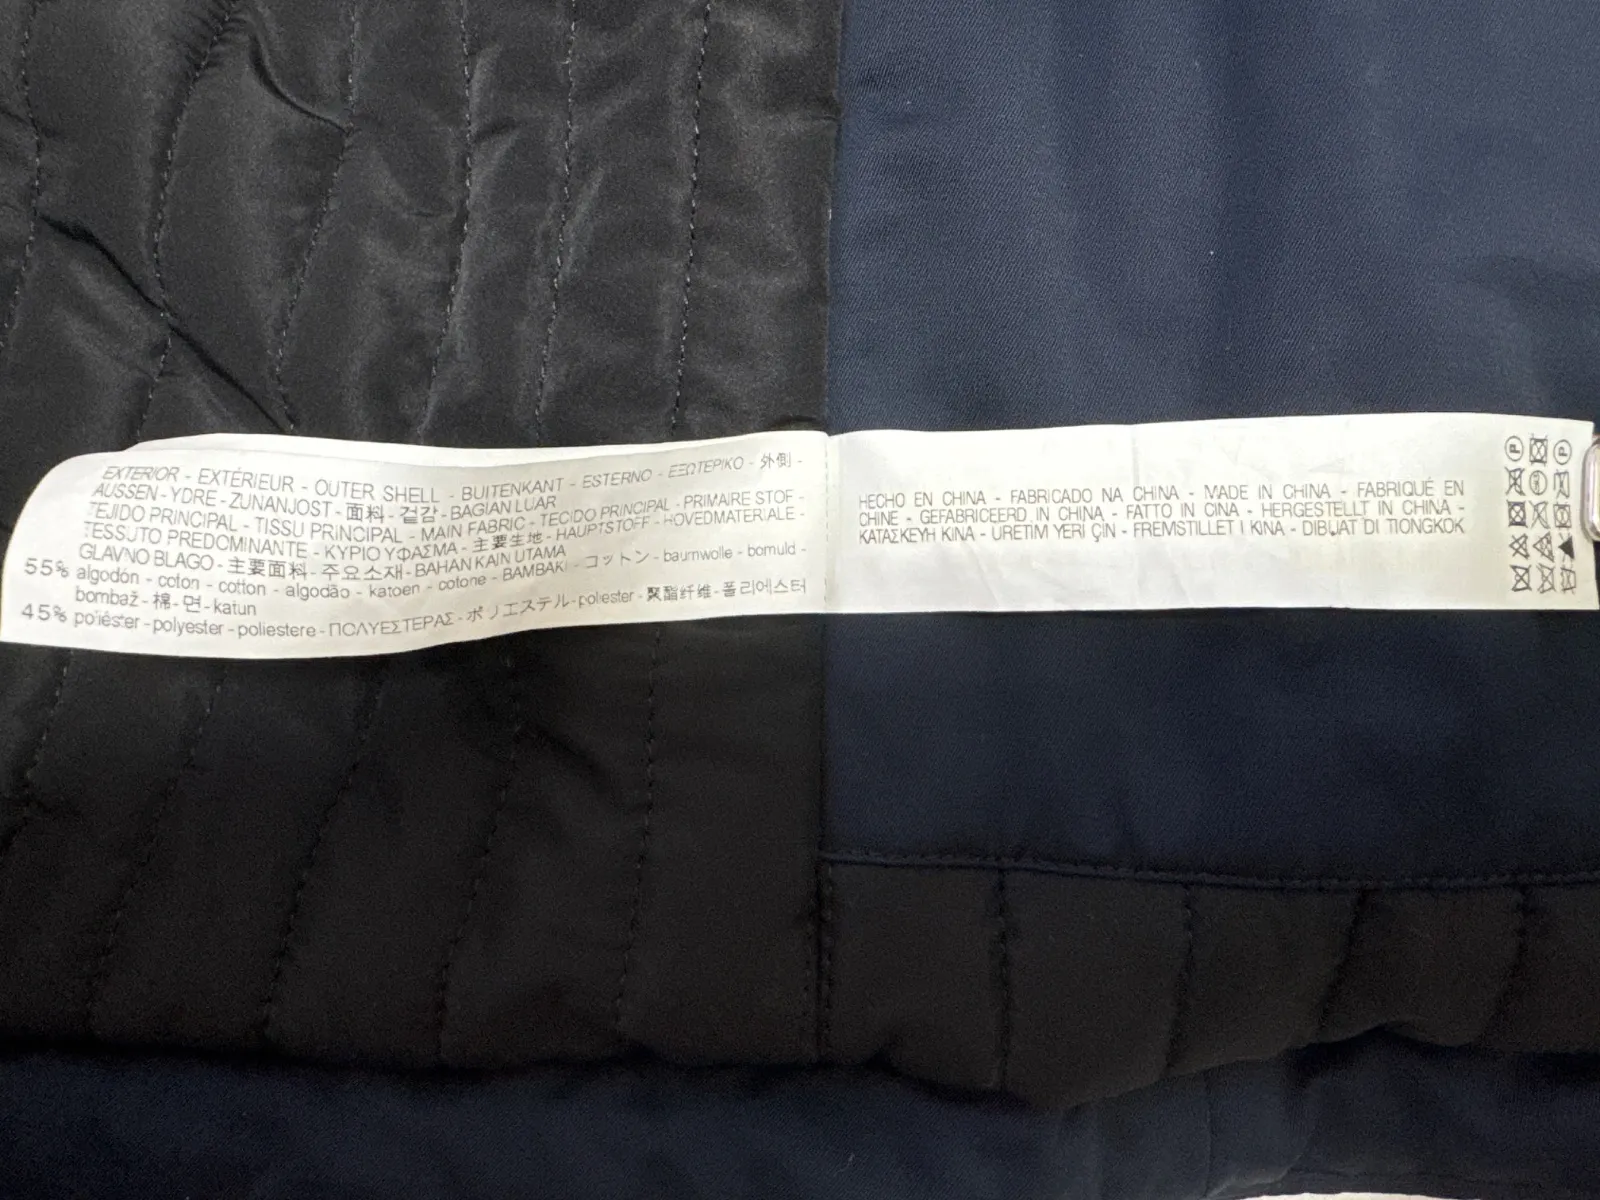 EXTERIOR - EXTÉRIEUR - OUTER SHELL - BUITENKANT - ESTERNO - ΕΞΩΤΕΡΙΚΟ - 外側 -
AUSSEN - YDRE - ZUNANJOST - 面料 - 겉감 - BAGIAN LUAR
TEJIDO PRINCIPAL - TISSU PRINCIPAL - MAIN FABRIC - TECIDO PRINCIPAL - PRIMAIRE STOF -
TESSUTO PREDOMINANTE - ΚΥΡΙΟ ΥΦΑΣΜΑ - 主要生地 - HAUPTSTOFF - HOVEDMATERIALE -
GLAVNO BLAGO - 主要面料 - 주요소재 - BAHAN KAIN UTAMA
55% algodón - coton - cotton - algodão - katoen - cotone - ΒΑΜΒΑΚΙ - コットン - baumwolle - bomuld -
bombaž - 棉 - 면 - katun
45% poliéster - polyester - poliestere - ΠΟΛΥΕΣΤΕΡΑΣ - ポリエステル - poliester - 聚酯纤维 - 폴리에스터
HECHO EN CHINA - FABRICADO NA CHINA - MADE IN CHINA - FABRIQUÉ EN
CHINE - GEFABRICEERD IN CHINA - FATTO IN CINA - HERGESTELLT IN CHINA -
ΚΑΤΑΣΚΕΥΗ ΚΙΝΑ - ÜRETİM YERİ ÇİN - FREMSTILLET I KINA - DIBUAT DI TIONGKOK
P P